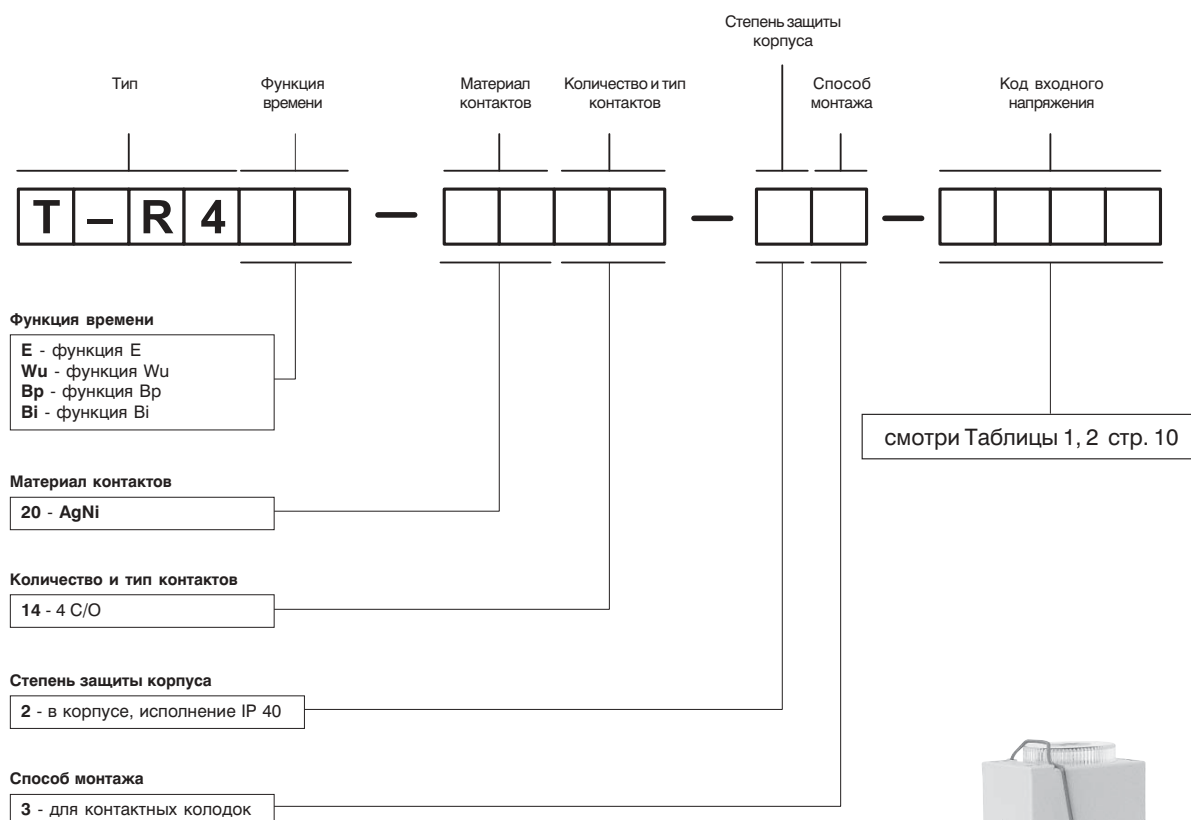 Степень защиты
корпуса
Тип
Функция
времени
Материал
контактов
Количество и тип
контактов
Способ
монтажа
Код входного
напряжения
T – R 4 — — —
Функция времени
E - функция E
Wu - функция Wu
Bp - функция Bp
Bi - функция Bi
смотри Таблицы 1, 2 стр. 10
Материал контактов
20 - AgNi
Количество и тип контактов
14 - 4 C/O
Степень защиты корпуса
2 - в корпусе, исполнение IP 40
Способ монтажа
3 - для контактных колодок